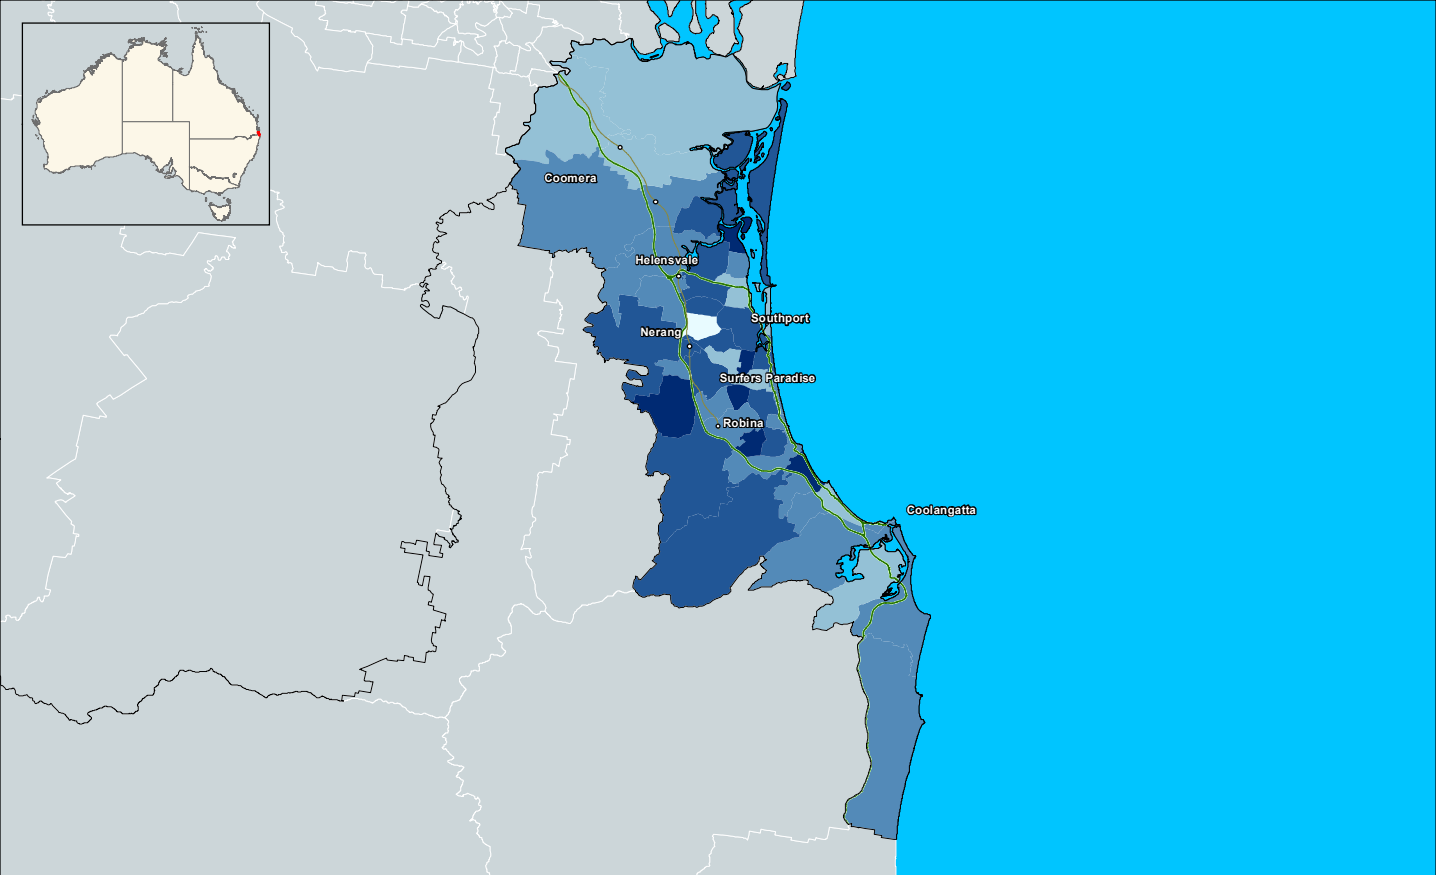 Coomera
Helensvale
Southport
Nerang
Surfers Paradise
Robina
Coolangatta